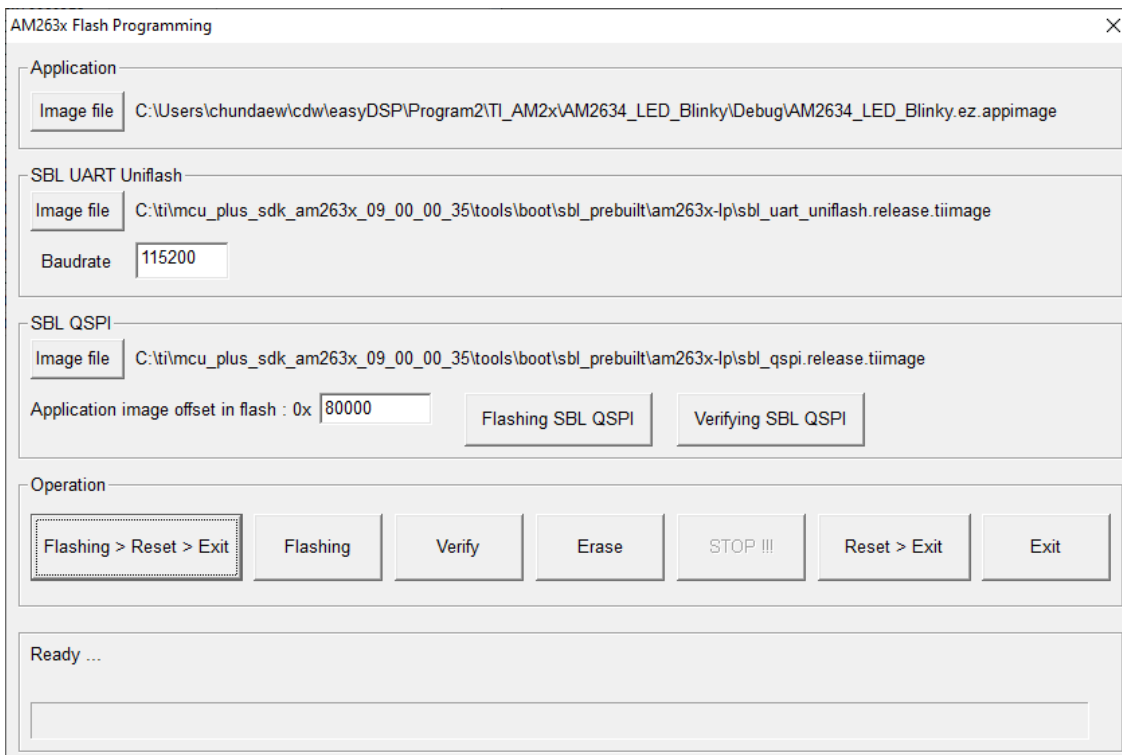 AM263x Flash Programming
Application
Image file C:\Users\chundaew\cdw\easyDSP\Program2\TI_AM2x\AM2634_LED_Blinky\Debug\AM2634_LED_Blinky.ez.appimage
SBL UART Uniflash
Image file C:\ti\mcu_plus_sdk_am263x_09_00_00_35\tools\boot\sbl_prebuilt\am263x-lp\sbl_uart_uniflash.release.tiimage
Baudrate 115200
SBL QSPI
Image file C:\ti\mcu_plus_sdk_am263x_09_00_00_35\tools\boot\sbl_prebuilt\am263x-lp\sbl_qspi.release.tiimage
Application image offset in flash : 0x 80000 Flashing SBL QSPI Verifying SBL QSPI
Operation
Flashing > Reset > Exit Flashing Verify Erase STOP !!! Reset > Exit Exit
Ready ...